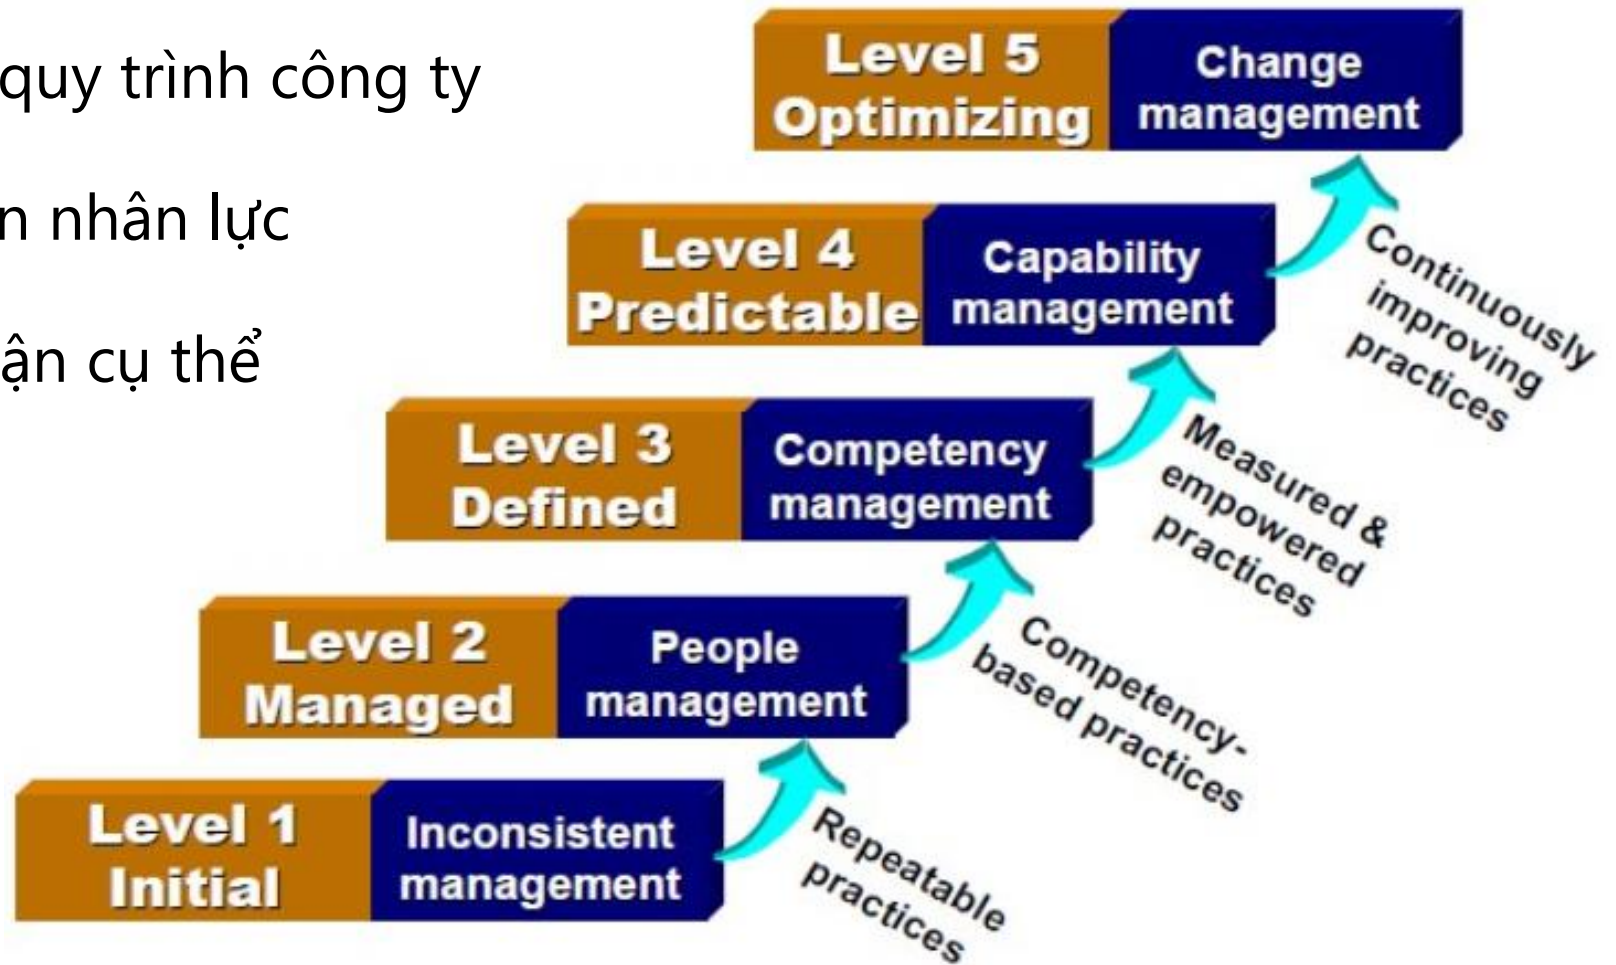 quy trình công ty
n nhân lực
ận cụ thể
Level 5
Optimizing
Change
management
Continuously
improving
practices
Level 4
Predictable
Capability
management
Measured &
empowered
practices
Level 3
Defined
Competency
management
Competency-
based practices
Level 2
Managed
People
management
Repeatable
practices
Level 1
Initial
Inconsistent
management